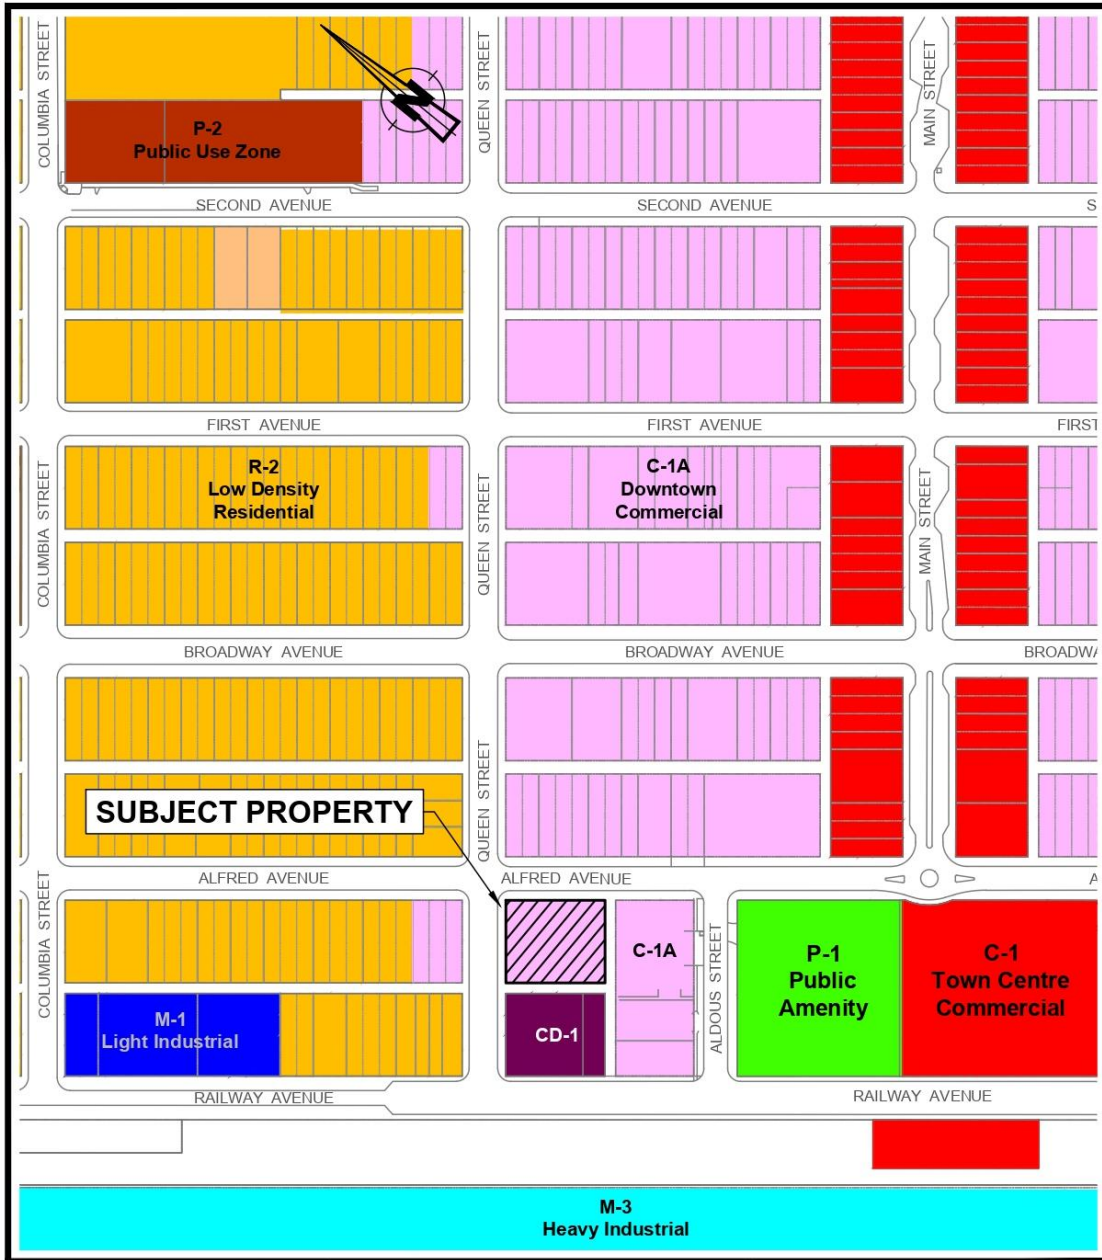 COLUMBIA STREET
QUEEN STREET
MAIN STREET
N
P-2
Public Use Zone
SECOND AVENUE
SECOND AVENUE
S
FIRST AVENUE
FIRST AVENUE
FIRST
COLUMBIA STREET
R-2
Low Density
Residential
QUEEN STREET
C-1A
Downtown
Commercial
MAIN STREET
BROADWAY AVENUE
BROADWAY AVENUE
BROADWA
SUBJECT PROPERTY
QUEEN STREET
ALFRED AVENUE
ALFRED AVENUE
A
COLUMBIA STREET
C-1A
ALDOUS STREET
P-1
Public
Amenity
C-1
Town Centre
Commercial
M-1
Light Industrial
CD-1
RAILWAY AVENUE
RAILWAY AVENUE
M-3
Heavy Industrial